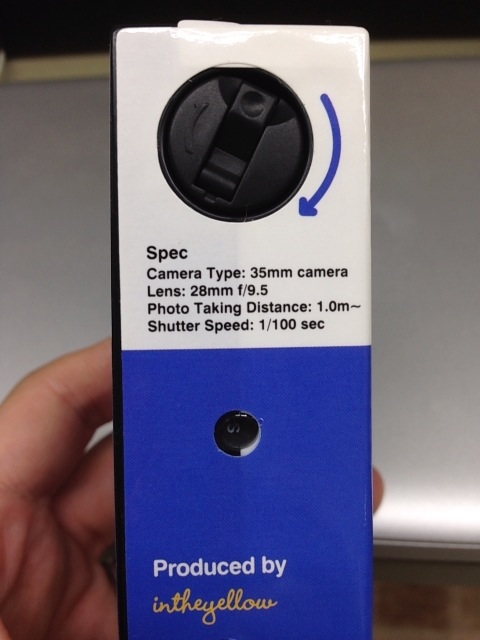 Spec
Camera Type: 35mm camera
Lens: 28mm f/9.5
Photo Taking Distance: 1.0m~
Shutter Speed: 1/100 sec
Produced by
intheyellow